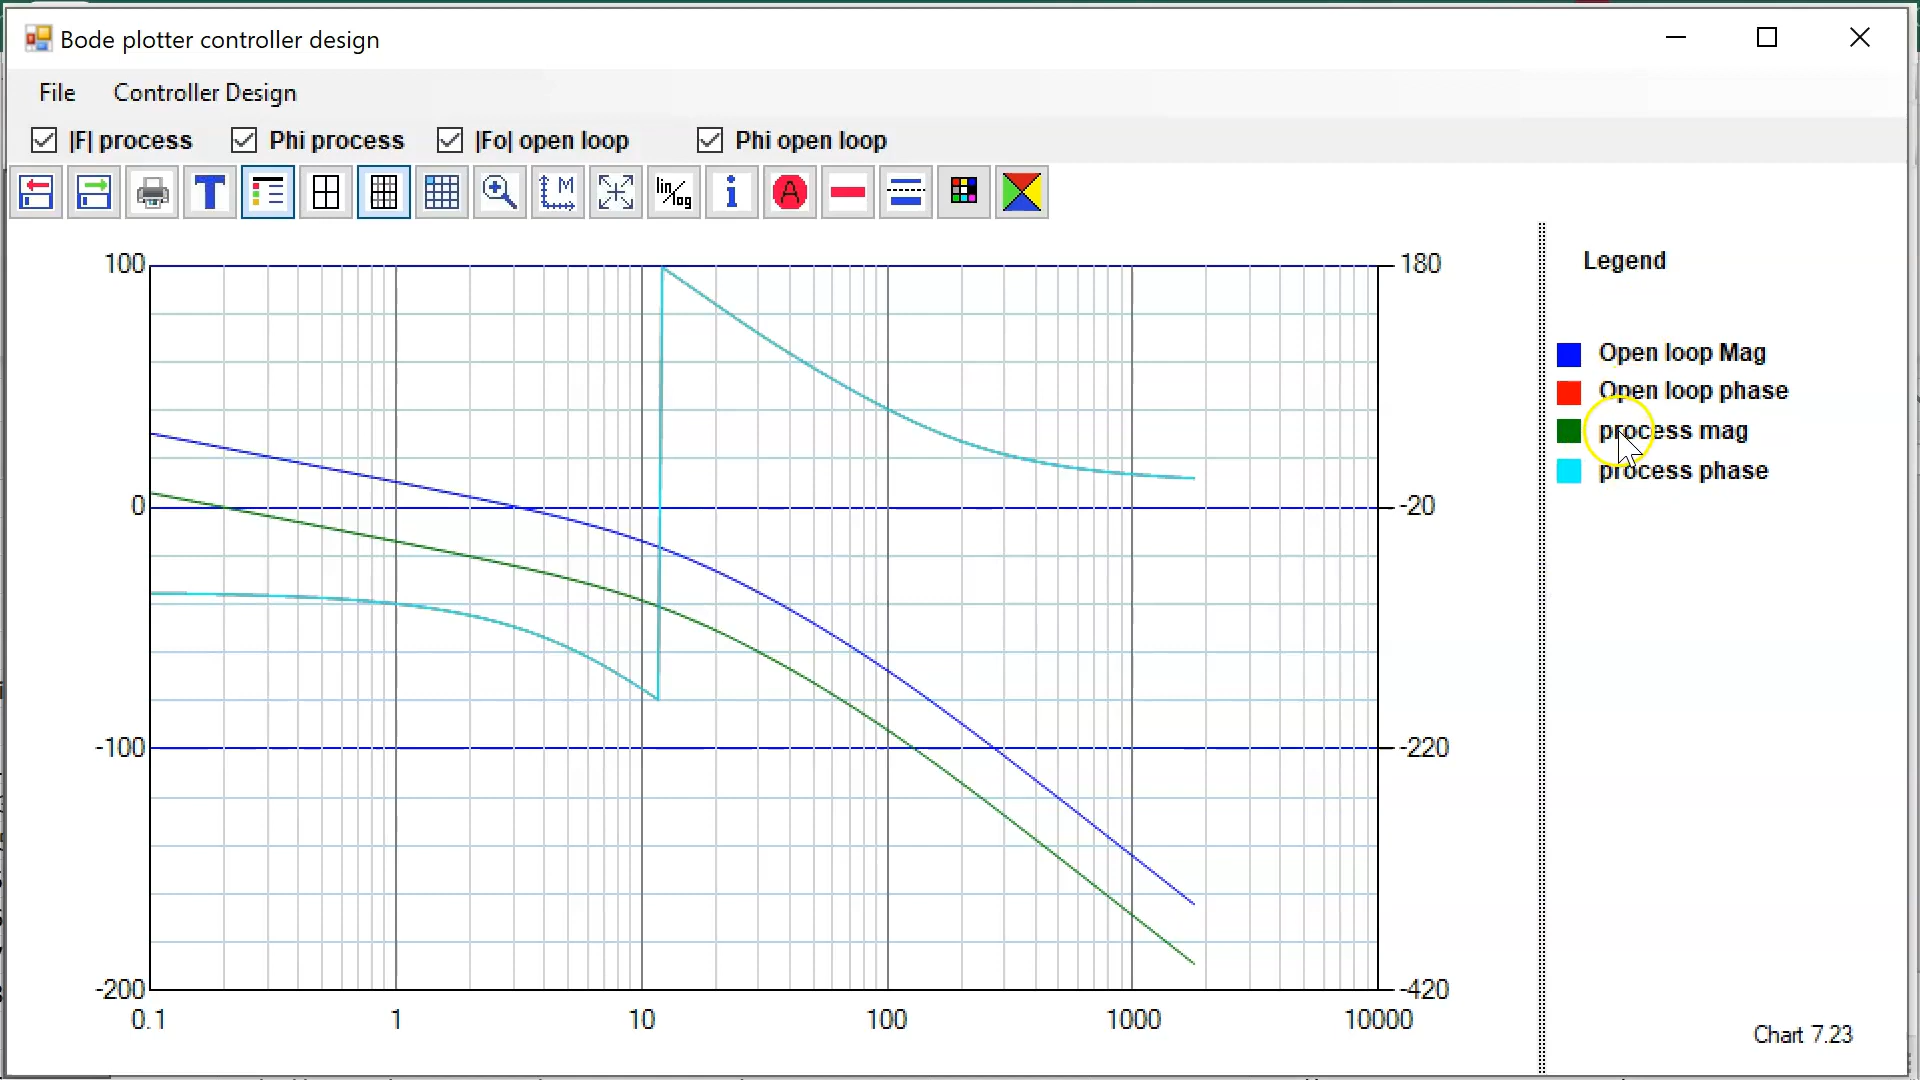 Bode plotter controller design
File Controller Design
|F| process Phi process |Fo| open loop Phi open loop
T M lin/log i A
Legend
Open loop Mag
Open loop phase
process mag
process phase
100 180
0 -20
-100 -220
-200 -420
0.1 1 10 100 1000 10000
Chart 7.23